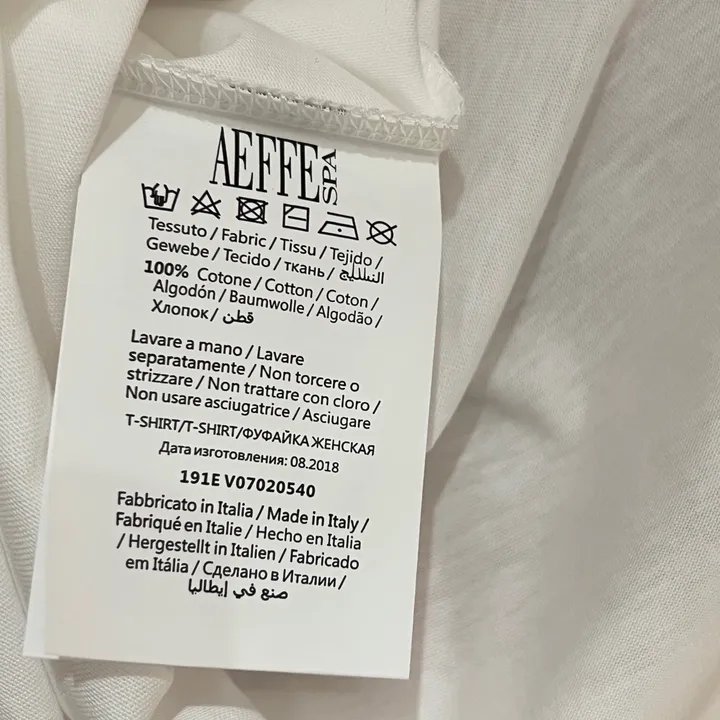 AEFFE SPA
Tessuto / Fabric / Tissu / Tejido /
Gewebe / Tecido / ткань /
100% Cotone / Cotton / Coton /
Algodón / Baumwolle / Algodão /
Хлопок / قطن
Lavare a mano / Lavare
separatamente / Non torcere o
strizzare / Non trattare con cloro /
Non usare asciugatrice / Asciugare
T-SHIRT/T-SHIRT/ФУФАЙКА ЖЕНСКАЯ
Дата изготовления: 08.2018
191E V07020540
Fabbricato in Italia / Made in Italy /
Fabriqué en Italie / Hecho en Italia
/ Hergestellt in Italien / Fabricado
em Itália / Сделано в Италии /
صنع في إيطاليا